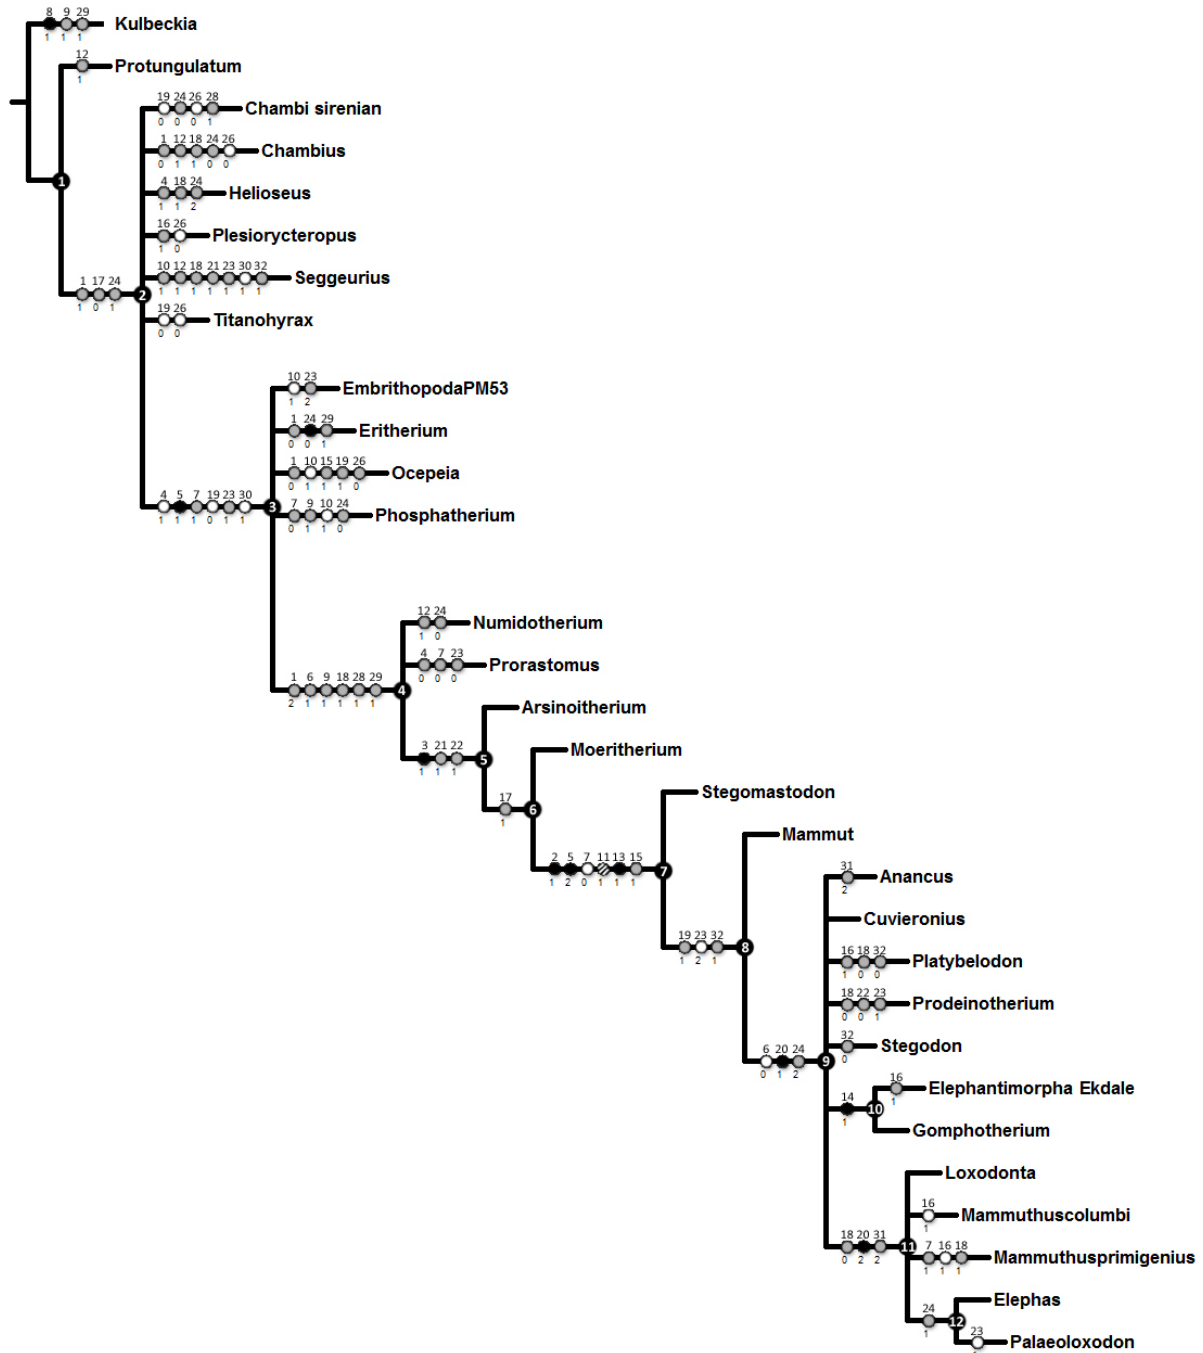 8 9 29
Kulbeckia
1 1 1
12
Protungulatum
1
19 24 26 28
Chambi sirenian
0 0 0 1
1 12 18 24 26
Chambius
0 1 1 0 0
4 18 24
Helioseus
1 1 2
16 26
Plesiorycteropus
1 0
10 12 18 21 23 30 32
Seggeurius
1 1 1 1 1 1 1
1 17 24
2
1 0 1
19 26
Titanohyrax
0 0
1
10 23
EmbrithopodaPM53
1 2
1 24 29
Eritherium
0 0 1
1 10 15 19 26
Ocepeia
0 1 1 1 0
4 5 7 19 23 30
3
1 1 1 0 1 1
7 9 10 24
Phosphatherium
0 1 1 0
12 24
Numidotherium
1 0
4 7 23
Prorastomus
0 0 0
1 6 9 18 28 29
4
2 1 1 1 1 1
Arsinoitherium
3 21 22
5
1 1 1
Moeritherium
17
6
1
Stegomastodon
2 5 7 11 13 15
7
1 2 0 1 1 1
Mammut
19 23 32
8
1 2 1
31
Anancus
2
Cuvieronius
16 18 32
Platybelodon
1 0 0
18 22 23
Prodeinotherium
0 0 1
32
Stegodon
0
6 20 24
9
0 1 2
16
Elephantimorpha Ekdale
1
14
10
1
Gomphotherium
Loxodonta
16
Mammuthuscolumbi
1
18 20 31
11
0 2 2
7 16 18
Mammuthusprimigenius
1 1 1
Elephas
24
12
1
23
Palaeoloxodon